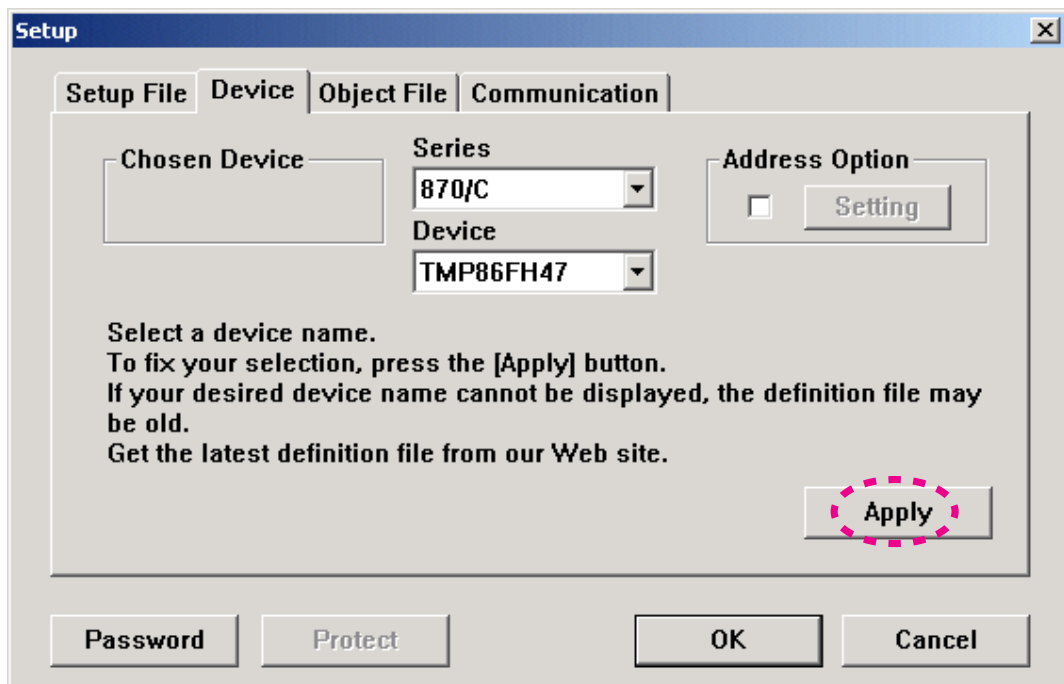 Setup
Setup File Device Object File Communication
Chosen Device
Series
870/C
Device
TMP86FH47
Address Option
Setting
Select a device name.
To fix your selection, press the [Apply] button.
If your desired device name cannot be displayed, the definition file may
be old.
Get the latest definition file from our Web site.
Apply
Password Protect OK Cancel